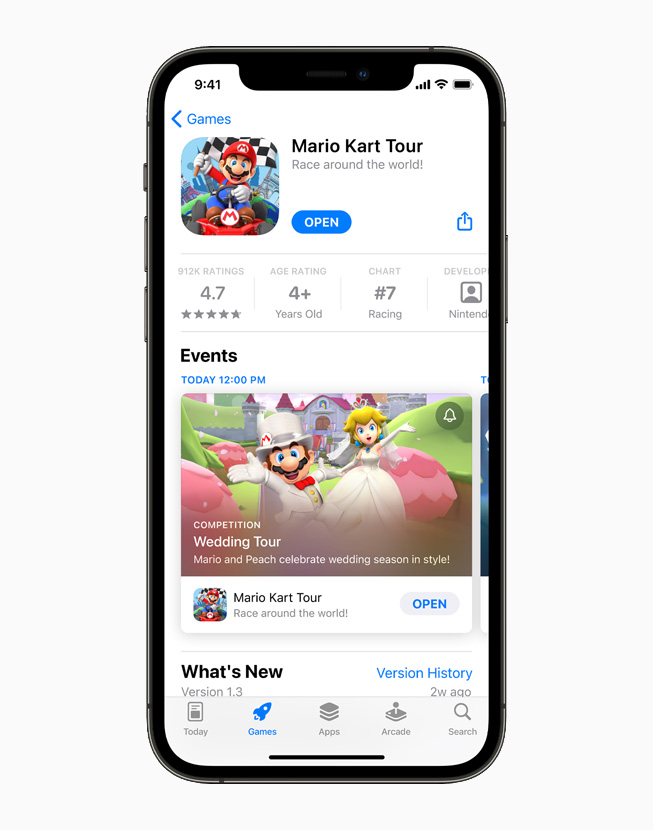 9:41
Games
Mario Kart Tour
Race around the world!
OPEN
912K RATINGS
4.7
AGE RATING
4+
Years Old
CHART
#7
Racing
DEVELOP
Nintend
Events
TODAY 12:00 PM
COMPETITION
Wedding Tour
Mario and Peach celebrate wedding season in style!
Mario Kart Tour
Race around the world!
OPEN
What's New
Version History
Version 1.3
2w ago
Today
Games
Apps
Arcade
Search